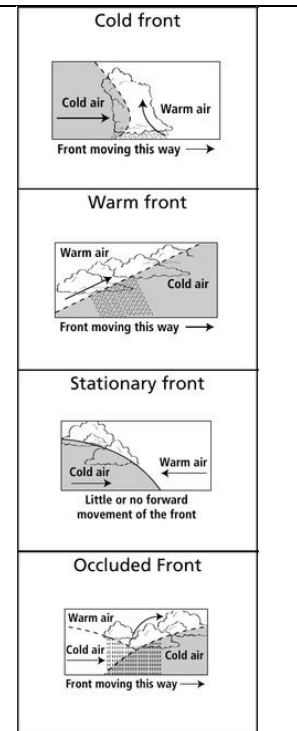 Cold front
Cold air
Warm air
Front moving this way
Warm front
Warm air
Cold air
Front moving this way
Stationary front
Cold air
Warm air
Little or no forward
movement of the front
Occluded Front
Warm air
Cold air
Cold air
Front moving this way